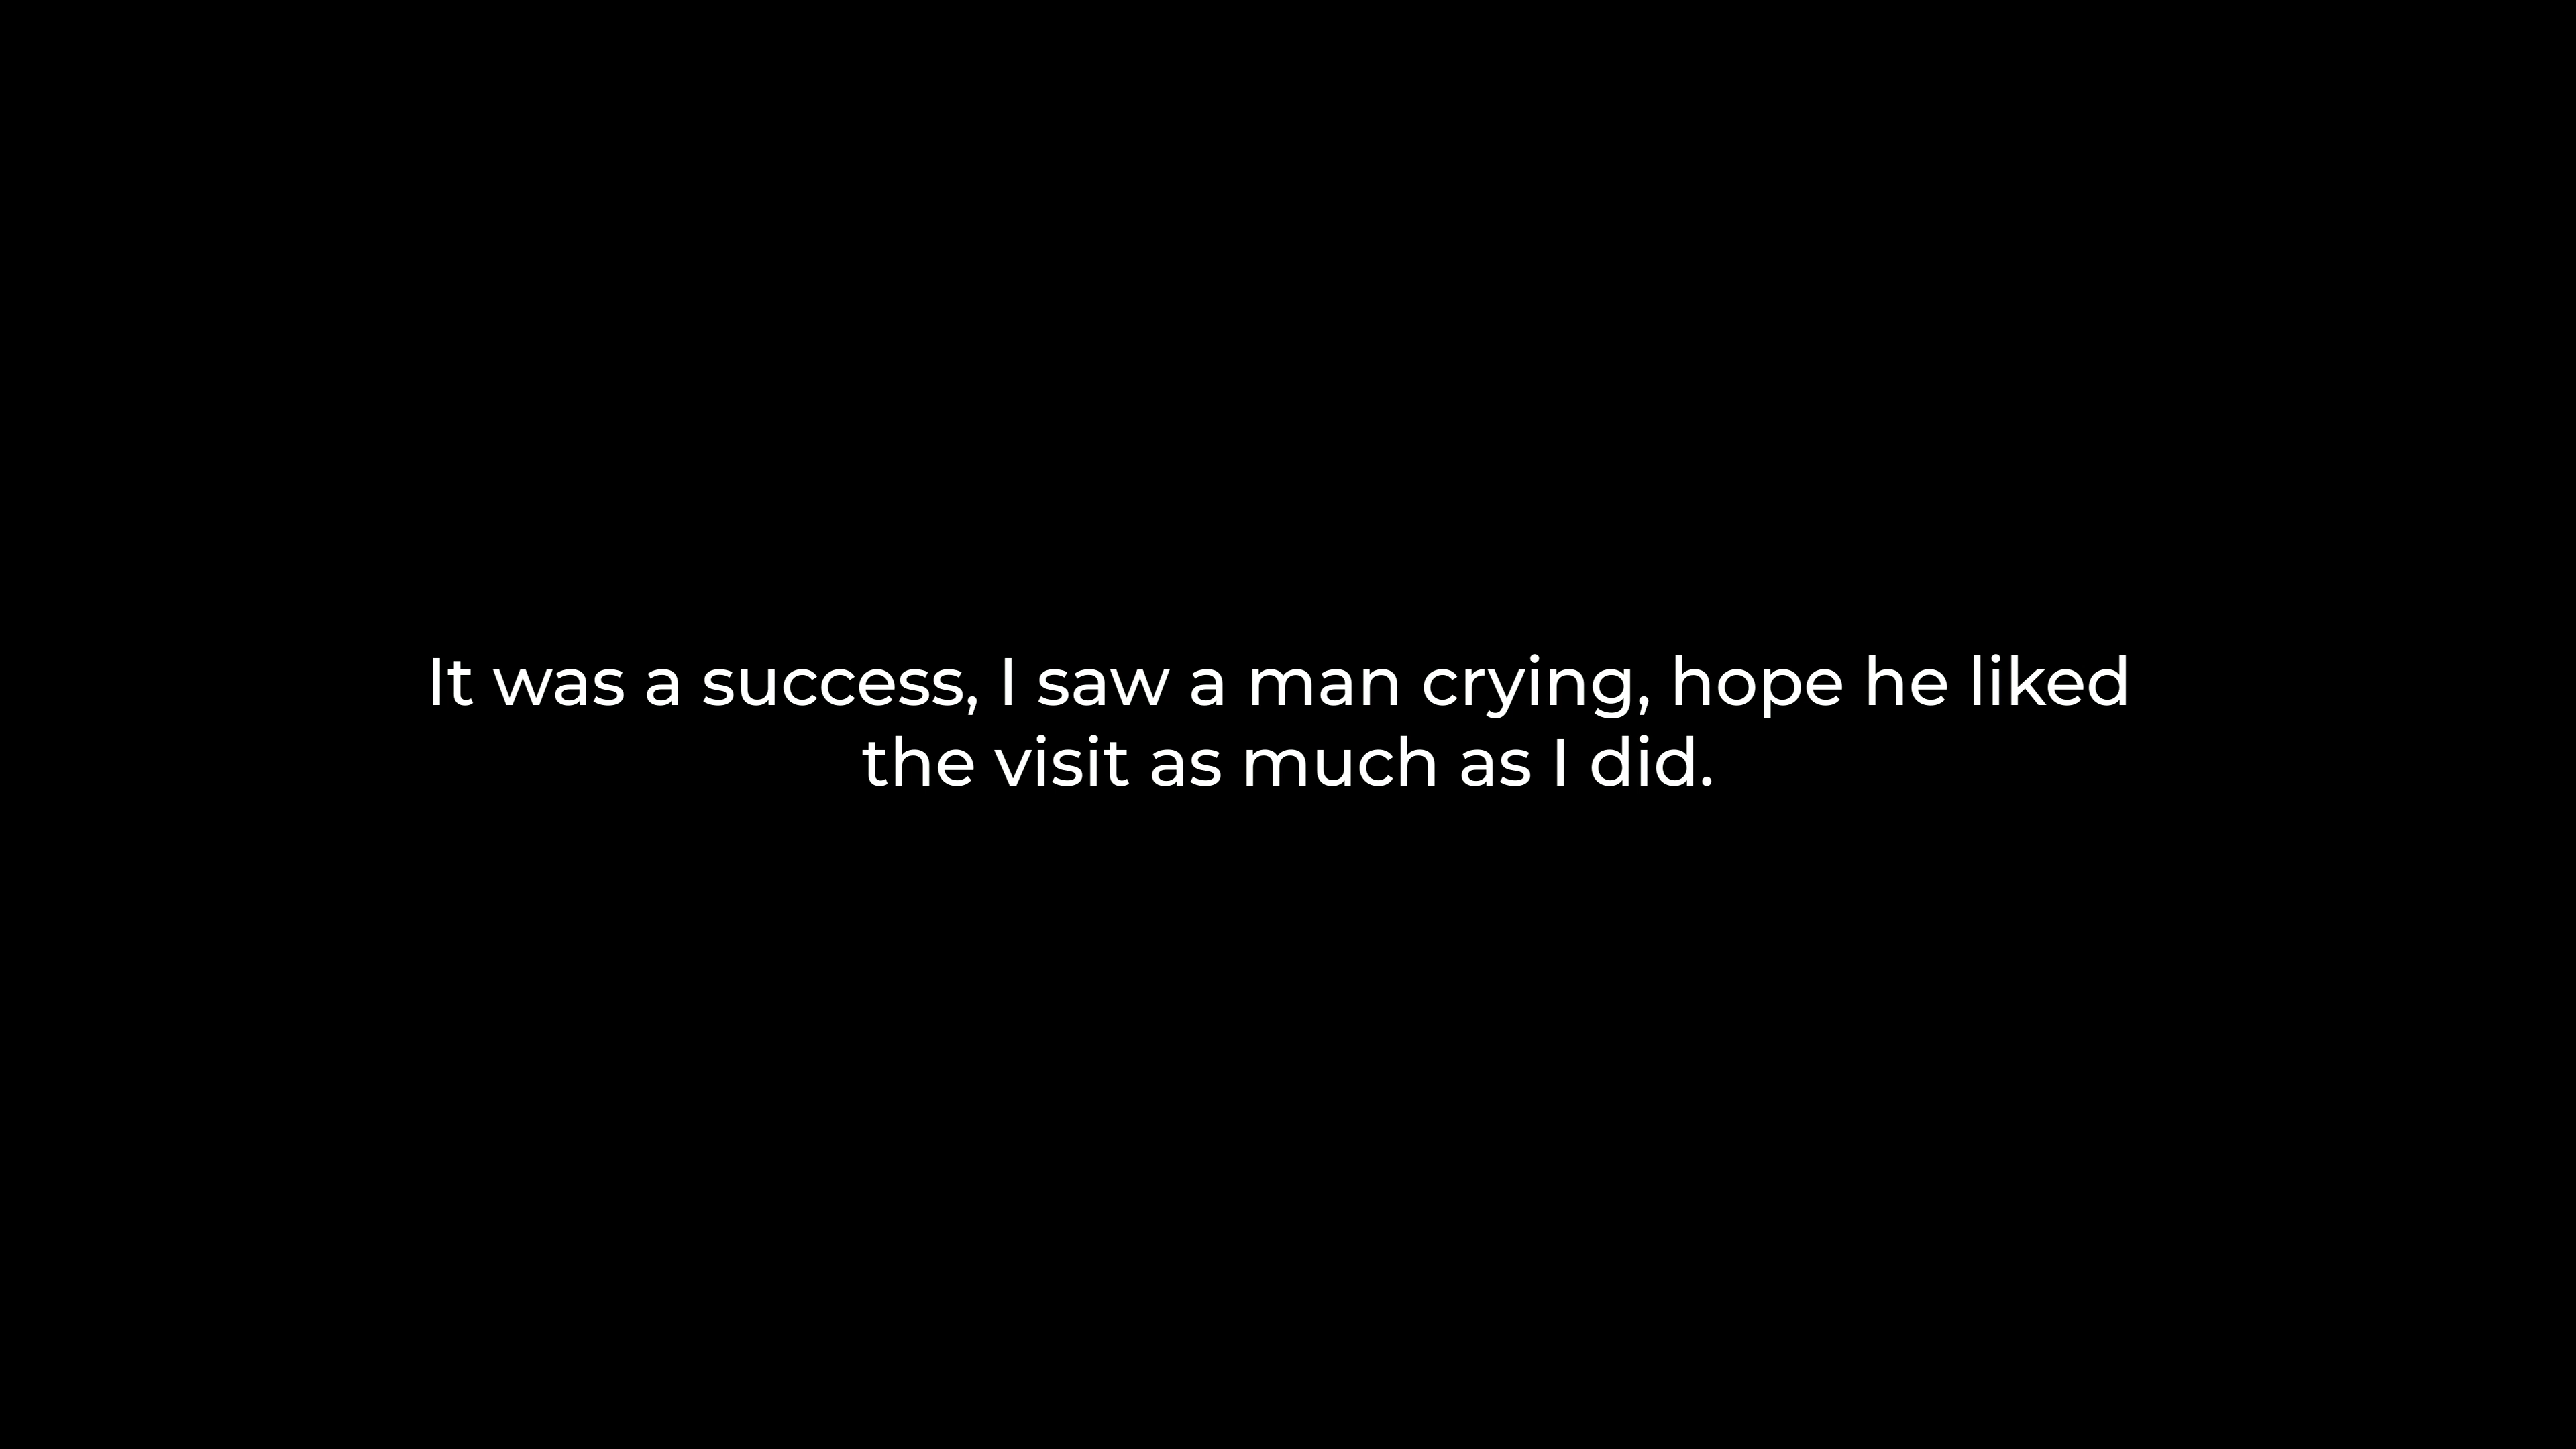 It was a success, I saw a man crying, hope he liked
the visit as much as I did.